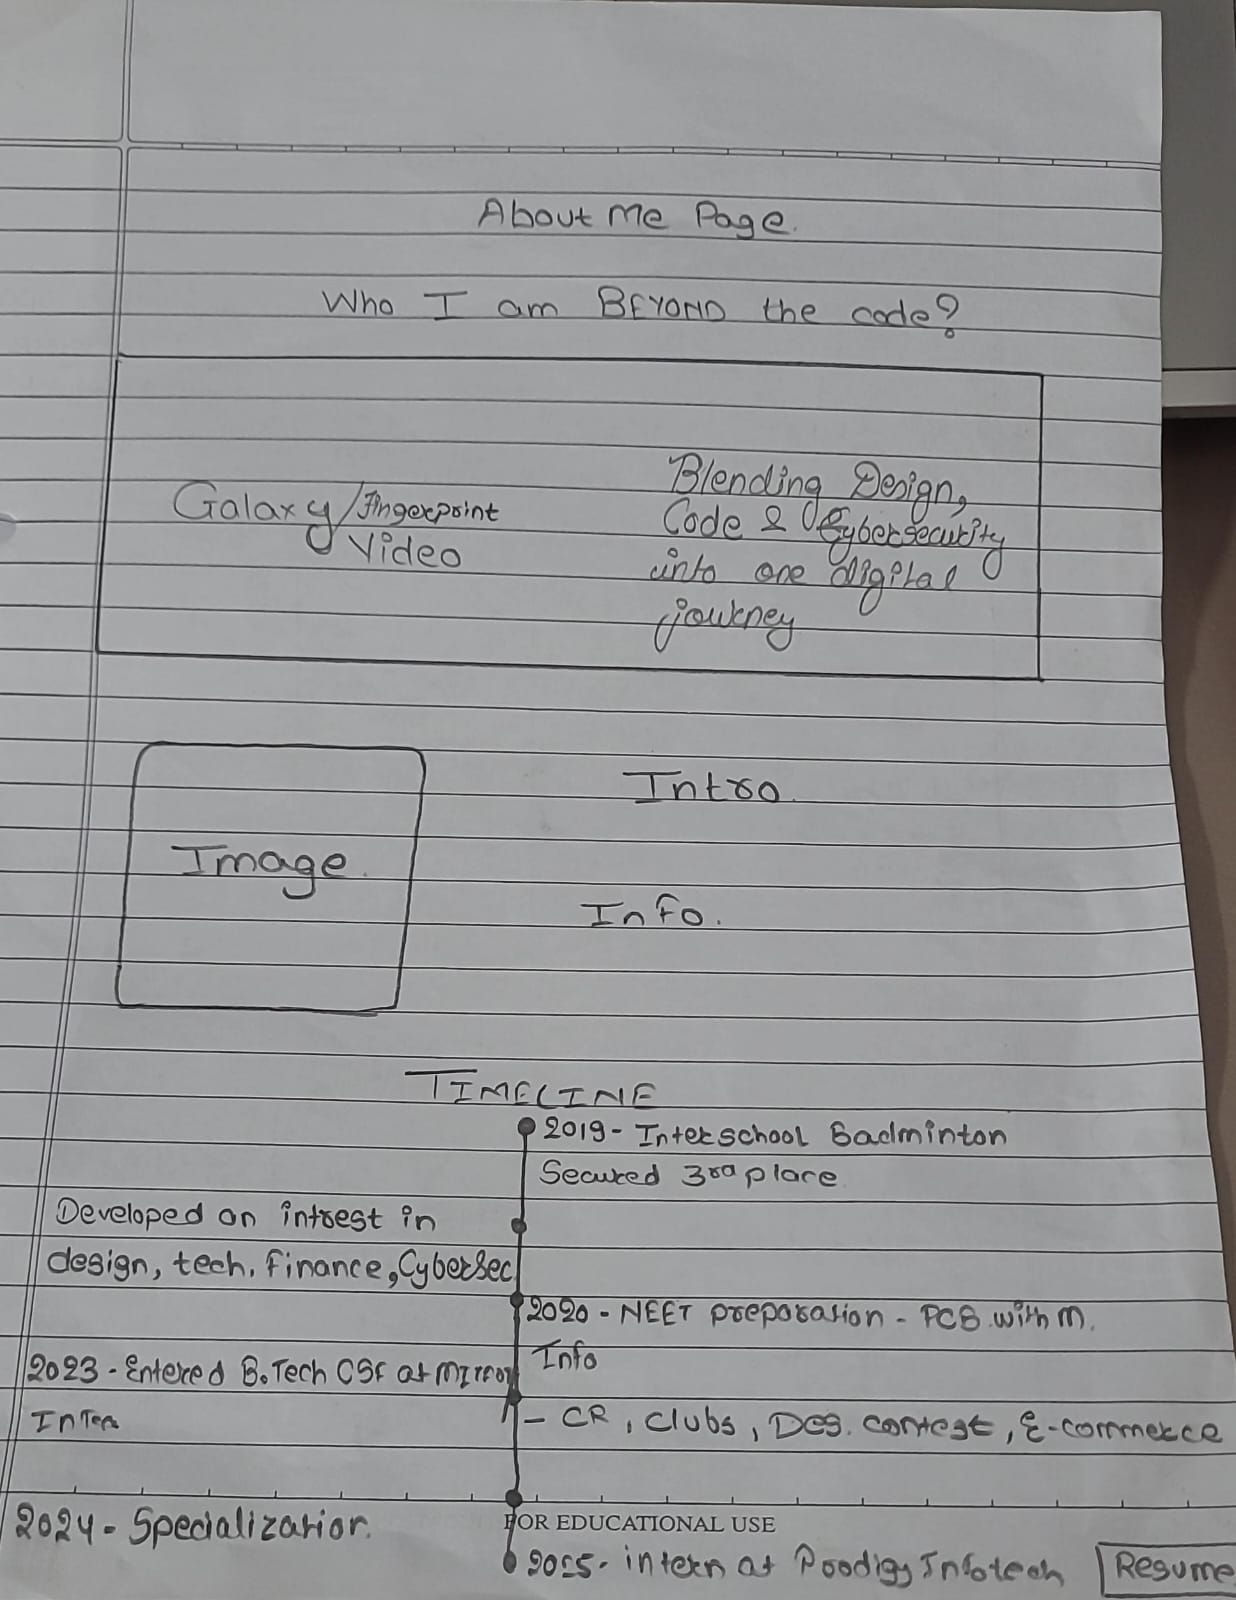 About Me Page.
Who I am BEYOND the code?
Galaxy/Fingerprint
Video
Blending Design,
Code & Cybersecurity
into one digital
journey
Image.
Intro.
Info.
TIMELINE
2019 - Interschool Badminton
Secured 3rd place
Developed an intrest in
design, tech, finance, CyberSec
2020 - NEET preparation - PCB with M.
Info
2023 - Entered B.Tech CSE at
- CR, Clubs, Des. contest, E-commerce
2024 - Specialization.
FOR EDUCATIONAL USE
2025 - intern at Prodigy Infotech
Resume